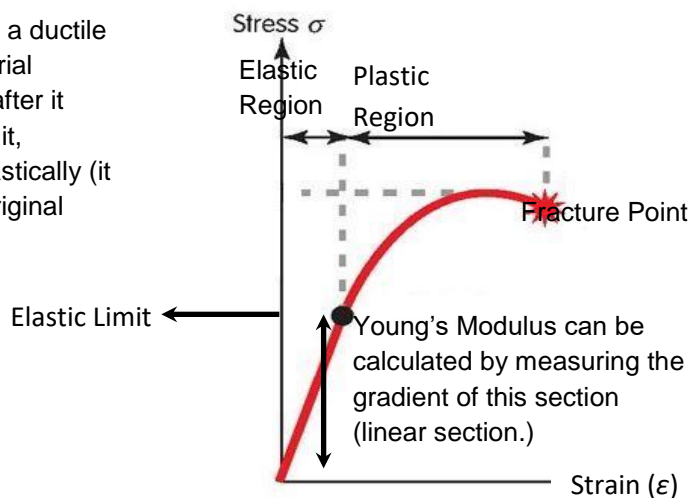 a ductile
rial
after it
it,
stically (it
riginal
Stress σ
Elastic
Region
Plastic
Region
Fracture Point
Elastic Limit
Young's Modulus can be
calculated by measuring the
gradient of this section
(linear section.)
Strain (ε)